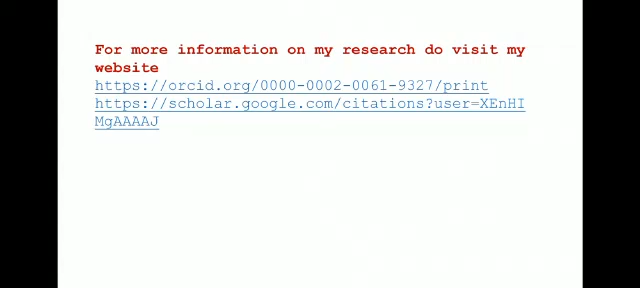 For more information on my research do visit my
website
https://orcid.org/0000-0002-0061-9327/print
https://scholar.google.com/citations?user=XEnHI
MgAAAAJ